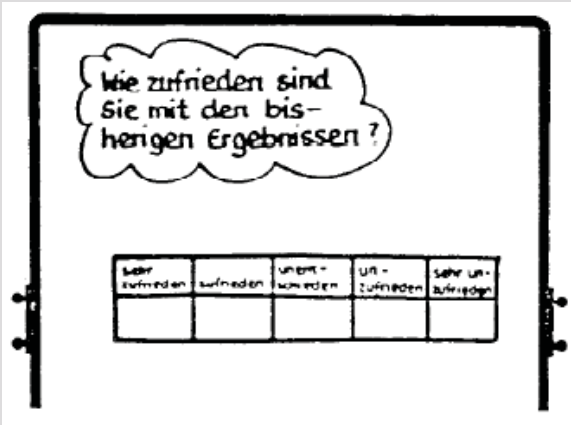 Wie zufrieden sind
Sie mit den bis-
herigen Ergebnissen?
sehr zufrieden
zufrieden
unent-schieden
un-zufrieden
sehr un-zufrieden